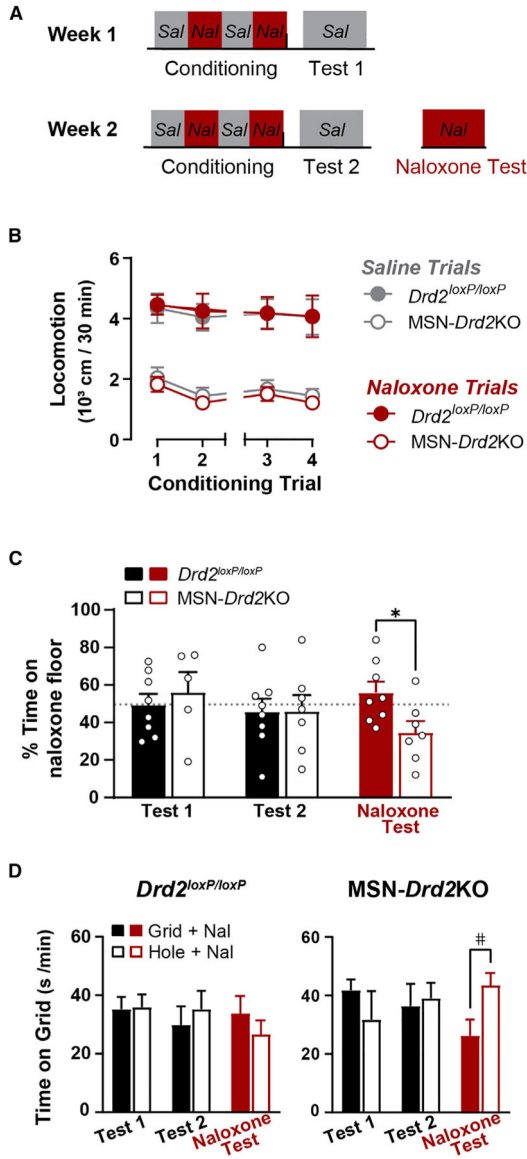 A
Week 1
Sal Nal Sal Nal Sal
Conditioning Test 1
Week 2
Sal Nal Sal Nal Sal Nal
Conditioning Test 2 Naloxone Test
B
Locomotion
(10³ cm / 30 min)
6
4
2
0
1 2 3 4
Conditioning Trial
Saline Trials
Drd2loxP/loxP
MSN-Drd2KO
Naloxone Trials
Drd2loxP/loxP
MSN-Drd2KO
C
Drd2loxP/loxP
MSN-Drd2KO
% Time on
naloxone floor
100
80
60
40
20
0
*
Test 1 Test 2 Naloxone
Test
D
Drd2loxP/loxP MSN-Drd2KO
Grid + Nal
Hole + Nal
Time on Grid (s /min)
60
40
20
0
Test 1 Test 2 Naloxone
Test
60
40
20
0
#
Test 1 Test 2 Naloxone
Test